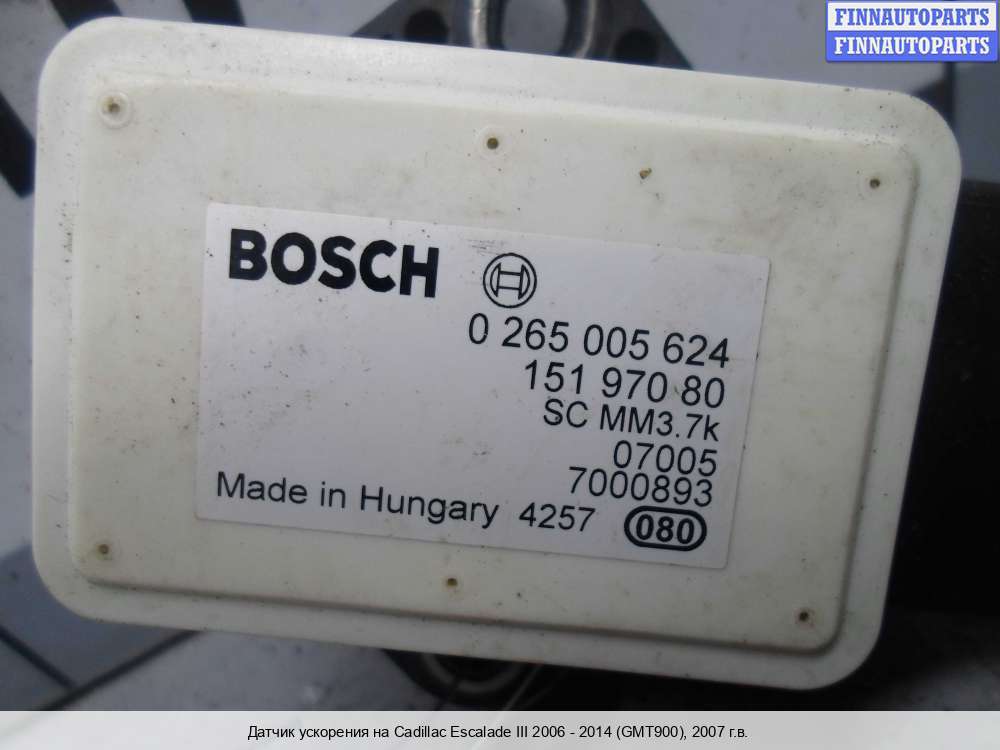 FINNAUTOPARTS
FINNAUTOPARTS
BOSCH
0 265 005 624
151 970 80
SC MM3.7k
07005
7000893
Made in Hungary 4257 080
Датчик ускорения на Cadillac Escalade III 2006 - 2014 (GMT900), 2007 г.в.